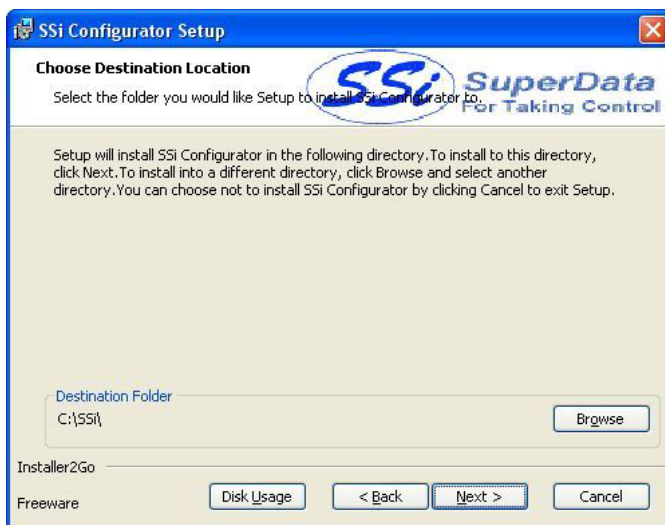 SSi Configurator Setup
Choose Destination Location
Select the folder you would like Setup to install SSi Configurator to.
SSi
SuperData
For Taking Control
Setup will install SSi Configurator in the following directory.To install to this directory,
click Next.To install into a different directory, click Browse and select another
directory.You can choose not to install SSi Configurator by clicking Cancel to exit Setup.
Destination Folder
C:\SSi\
Browse
Installer2Go
Freeware
Disk Usage
< Back
Next >
Cancel